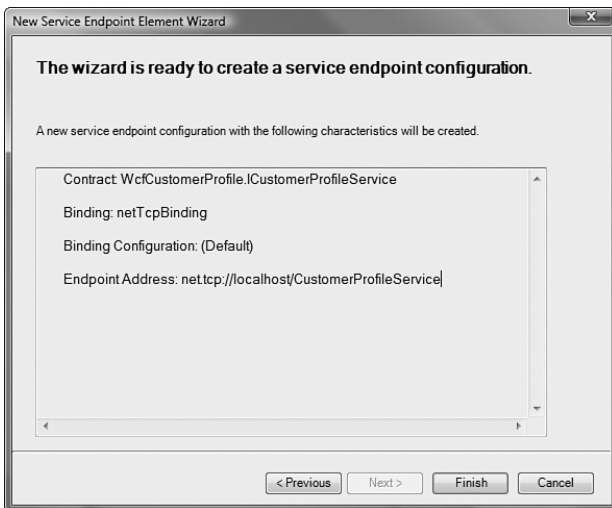 New Service Endpoint Element Wizard
The wizard is ready to create a service endpoint configuration.
A new service endpoint configuration with the following characteristics will be created.
Contract: WcfCustomerProfile.ICustomerProfileService
Binding: netTcpBinding
Binding Configuration: (Default)
Endpoint Address: net.tcp://localhost/CustomerProfileService
< Previous
Next >
Finish
Cancel